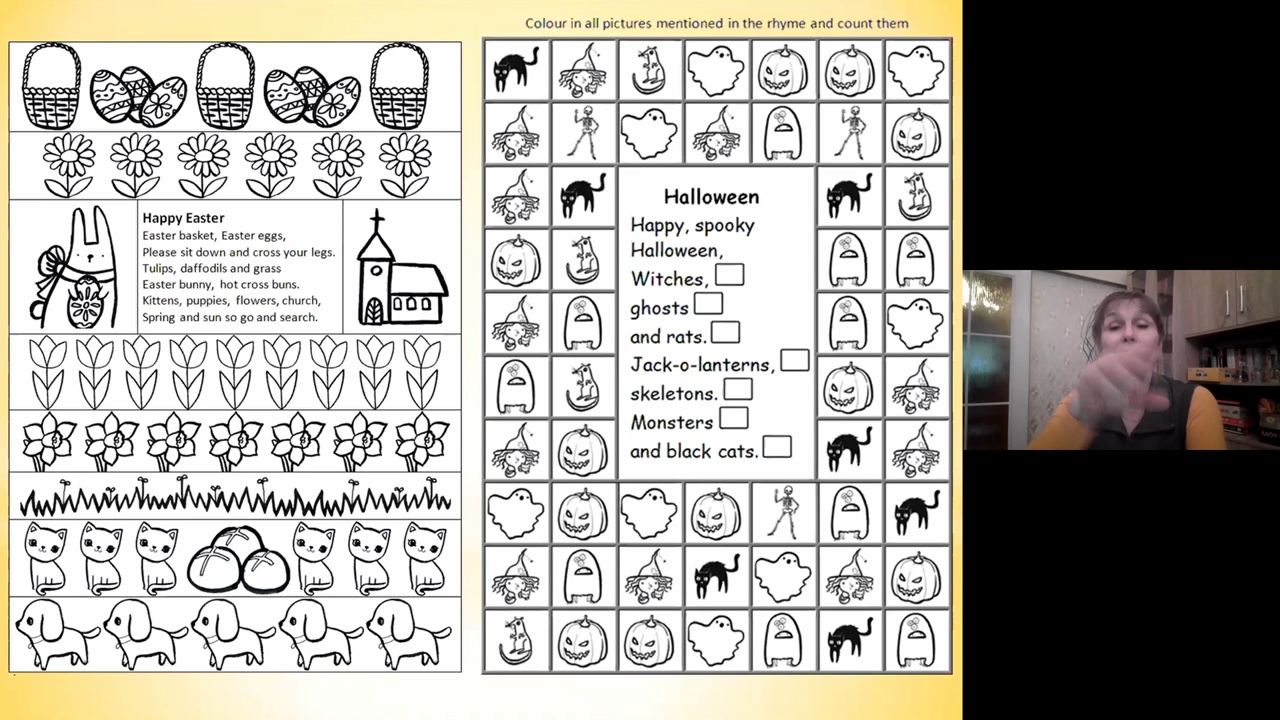 Colour in all pictures mentioned in the rhyme and count them
Happy Easter
Easter basket, Easter eggs,
Please sit down and cross your legs.
Tulips, daffodils and grass
Easter bunny, hot cross buns.
Kittens, puppies, flowers, church,
Spring and sun so go and search.
Halloween
Happy, spooky
Halloween,
Witches,
ghosts
and rats.
Jack-o-lanterns,
skeletons.
Monsters
and black cats.